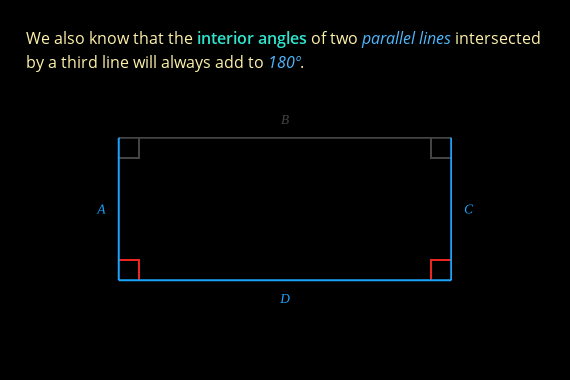 We also know that the interior angles of two parallel lines intersected
by a third line will always add to 180°.
B
A
C
D